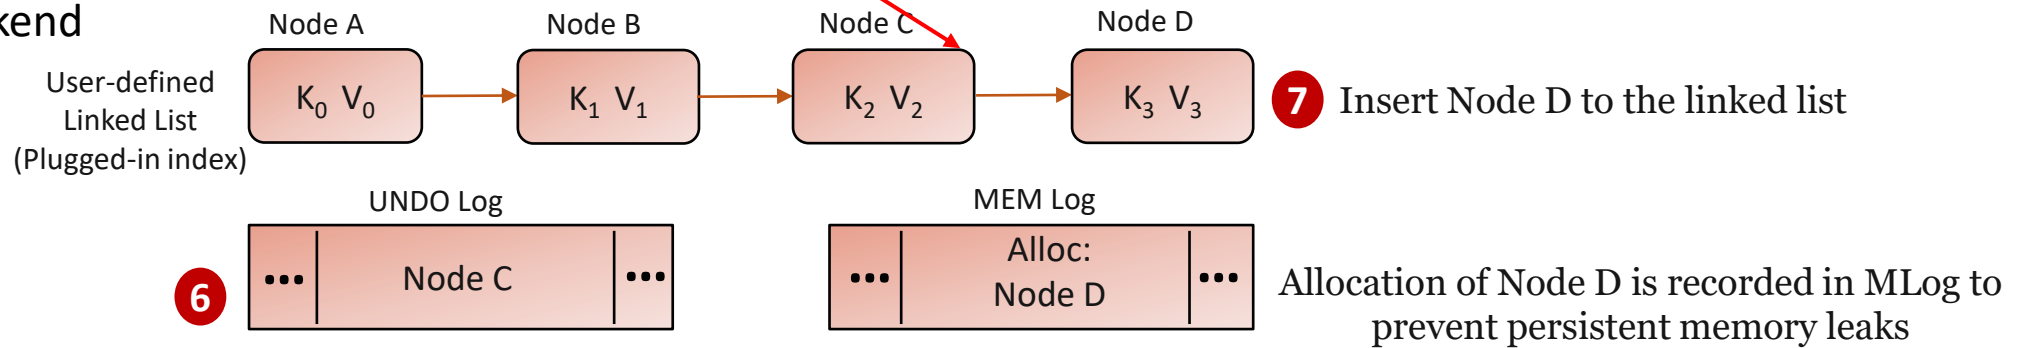 kend
Node A
Node B
Node C
Node D
User-defined
Linked List
(Plugged-in index)
K0 V0
K1 V1
K2 V2
K3 V3
7 Insert Node D to the linked list
UNDO Log
MEM Log
6
... Node C ...
... Alloc:
Node D ...
Allocation of Node D is recorded in MLog to
prevent persistent memory leaks